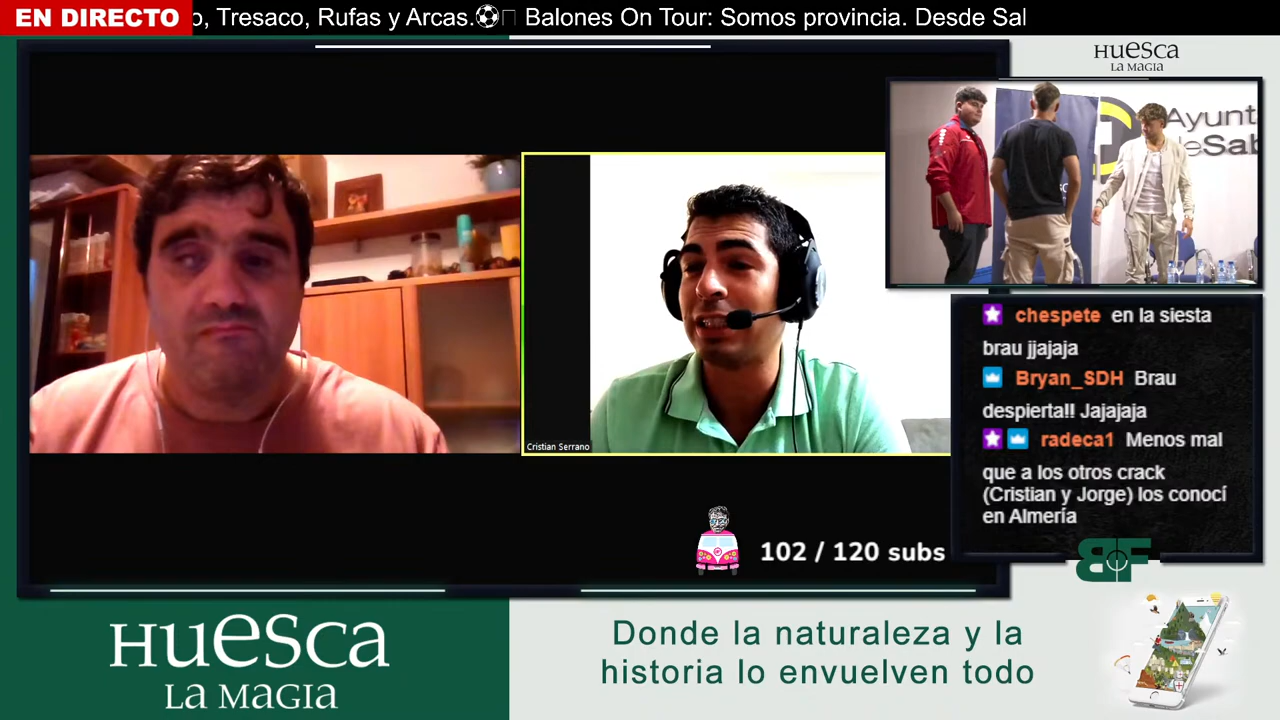 EN DIRECTO
o, Tresaco, Rufas y Arcas.⚽ Balones On Tour: Somos provincia. Desde Sal
HUESCA
LA MAGIA
Ayunt
deSab
chespete en la siesta
brau jjajaja
Bryan_SDH Brau
despierta!! Jajajaja
radeca1 Menos mal
que a los otros crack
(Cristian y Jorge) los conocí
en Almería
Cristian Serrano
102 / 120 subs
BF
HUESCA
LA MAGIA
Donde la naturaleza y la
historia lo envuelven todo